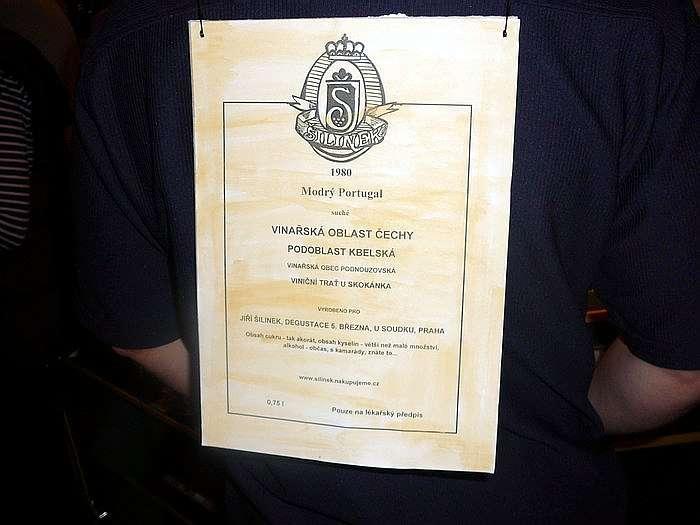 S
ŠILINEK
1980
Modrý Portugal
suché
VINAŘSKÁ OBLAST ČECHY
PODOBLAST KBELSKÁ
VINAŘSKÁ OBEC PODNOUZOVSKÁ
VINIČNÍ TRAŤ U SKOKÁNKA
VYROBENO PRO
JIŘÍ ŠILINEK, DEGUSTACE 5. BŘEZNA, U SOUDKU, PRAHA
Obsah cukru - tak akorát, obsah kyselin - větší než malé množství,
alkohol - občas, s kamarády, znáte to...
www.silinek.nakupujeme.cz
0,75 l
Pouze na lékařský předpis